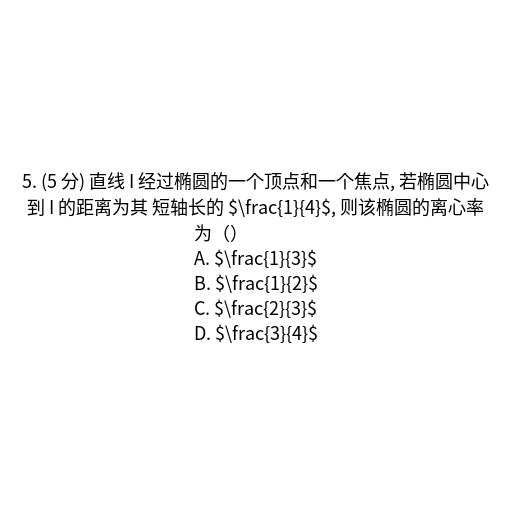 5. (5 分) 直线 l 经过椭圆的一个顶点和一个焦点, 若椭圆中心
到 l 的距离为其 短轴长的 $\frac{1}{4}$, 则该椭圆的离心率
为（）
A. $\frac{1}{3}$
B. $\frac{1}{2}$
C. $\frac{2}{3}$
D. $\frac{3}{4}$